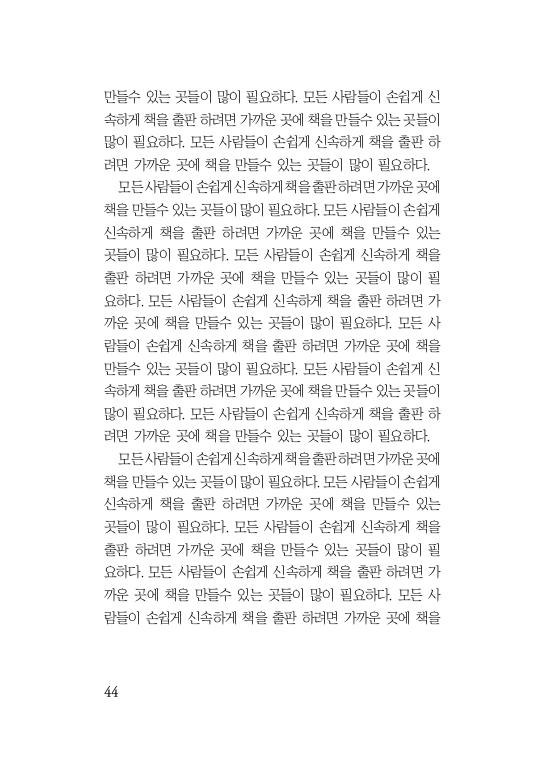 만들수 있는 곳들이 많이 필요하다. 모든 사람들이 손쉽게 신
속하게 책을 출판 하려면 가까운 곳에 책을 만들수 있는 곳들이
많이 필요하다. 모든 사람들이 손쉽게 신속하게 책을 출판 하
려면 가까운 곳에 책을 만들수 있는 곳들이 많이 필요하다.
모든 사람들이 손쉽게 신속하게 책을 출판 하려면 가까운 곳에
책을 만들수 있는 곳들이 많이 필요하다. 모든 사람들이 손쉽게
신속하게 책을 출판 하려면 가까운 곳에 책을 만들수 있는
곳들이 많이 필요하다. 모든 사람들이 손쉽게 신속하게 책을
출판 하려면 가까운 곳에 책을 만들수 있는 곳들이 많이 필
요하다. 모든 사람들이 손쉽게 신속하게 책을 출판 하려면 가
까운 곳에 책을 만들수 있는 곳들이 많이 필요하다. 모든 사
람들이 손쉽게 신속하게 책을 출판 하려면 가까운 곳에 책을
만들수 있는 곳들이 많이 필요하다. 모든 사람들이 손쉽게 신
속하게 책을 출판 하려면 가까운 곳에 책을 만들수 있는 곳들이
많이 필요하다. 모든 사람들이 손쉽게 신속하게 책을 출판 하
려면 가까운 곳에 책을 만들수 있는 곳들이 많이 필요하다.
모든 사람들이 손쉽게 신속하게 책을 출판 하려면 가까운 곳에
책을 만들수 있는 곳들이 많이 필요하다. 모든 사람들이 손쉽게
신속하게 책을 출판 하려면 가까운 곳에 책을 만들수 있는
곳들이 많이 필요하다. 모든 사람들이 손쉽게 신속하게 책을
출판 하려면 가까운 곳에 책을 만들수 있는 곳들이 많이 필
요하다. 모든 사람들이 손쉽게 신속하게 책을 출판 하려면 가
까운 곳에 책을 만들수 있는 곳들이 많이 필요하다. 모든 사
람들이 손쉽게 신속하게 책을 출판 하려면 가까운 곳에 책을
44